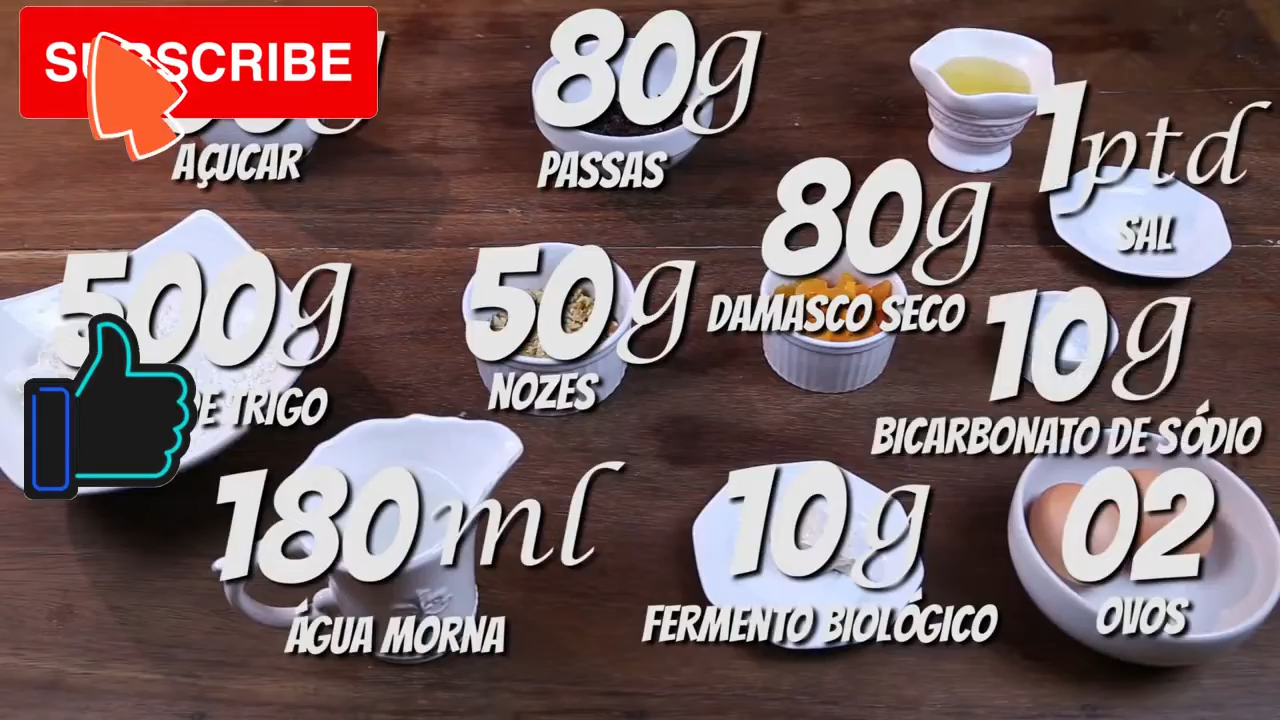 SUBSCRIBE
AÇUCAR
80g
PASSAS
1ptd
SAL
80g
DAMASCO SECO
500g
E TRIGO
50g
NOZES
10g
BICARBONATO DE SÓDIO
180ml
ÁGUA MORNA
10g
FERMENTO BIOLÓGICO
02
OVOS